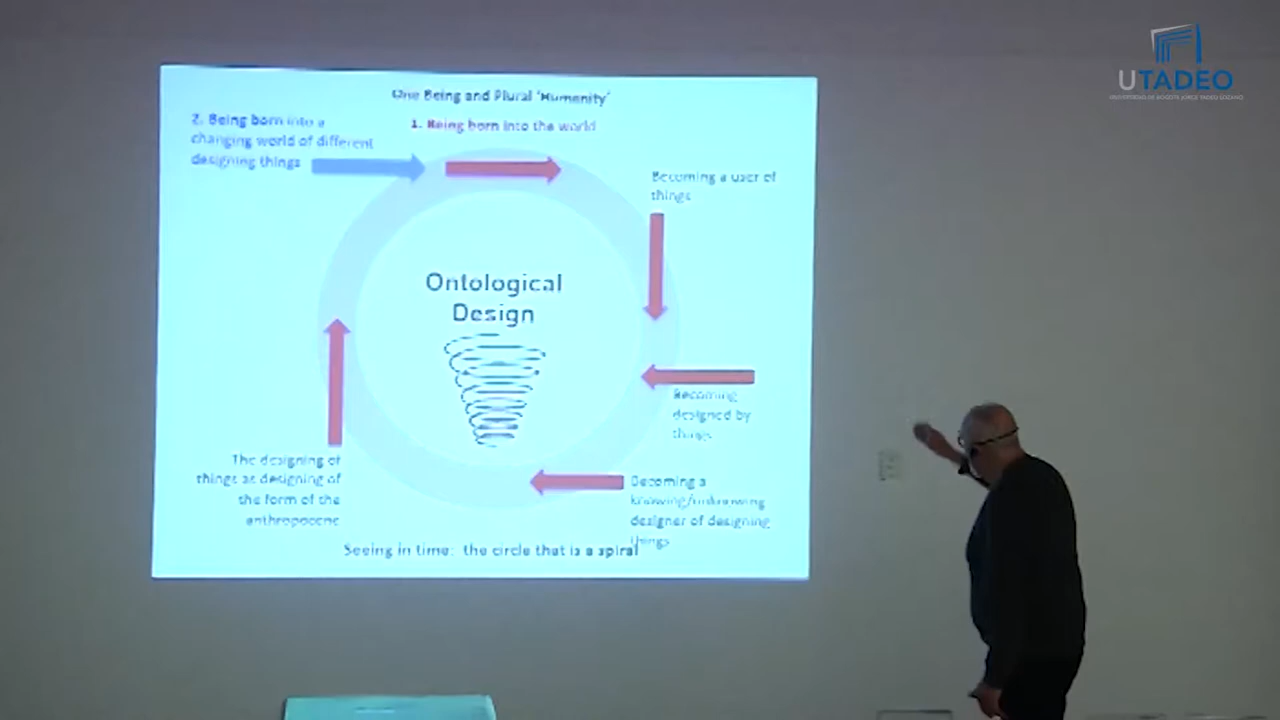 UTADEO
UNIVERSIDAD DE BOGOTÁ JORGE TADEO LOZANO
One Being and Plural 'Humanity'
1. Being born into the world
2. Being born into a
changing world of different
designing things
Becoming a user of
things
Ontological
Design
Becoming
designed by
things
Becoming a
knowing/unknowing
designer of designing
things
The designing of
things as designing of
the form of the
anthropocene
Seeing in time: the circle that is a spiral